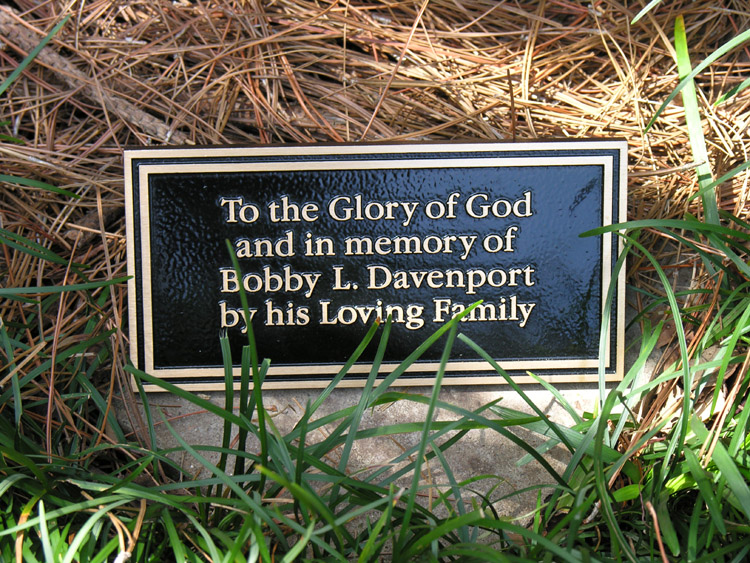 To the Glory of God
and in memory of
Bobby L. Davenport
by his Loving Family